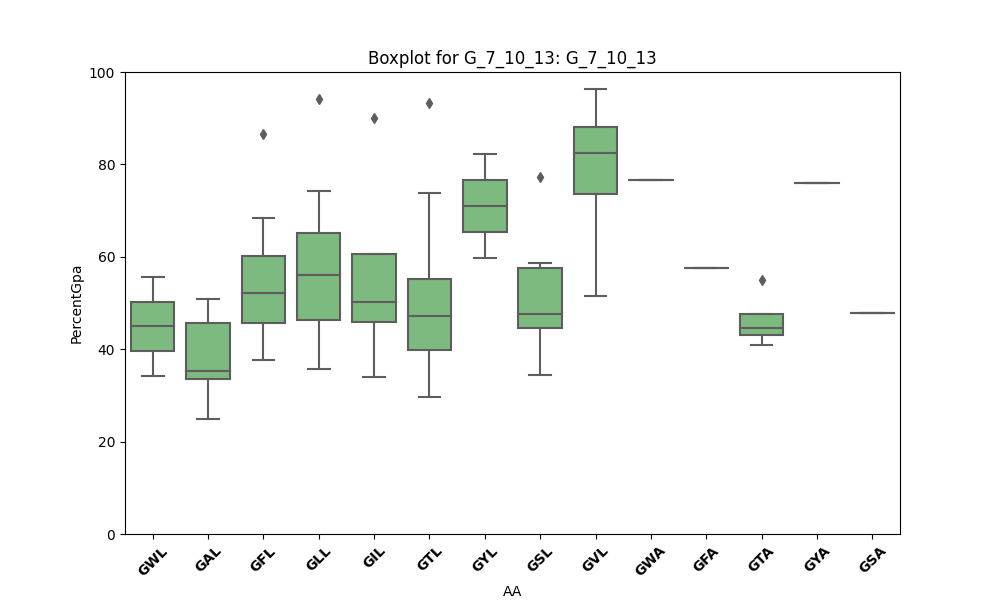 Boxplot for G_7_10_13: G_7_10_13
100
80
60
40
20
0
PercentGpa
GWL GAL GFL GLL GIL GTL GYL GSL GVL GWA GFA GTA GYA GSA
AA